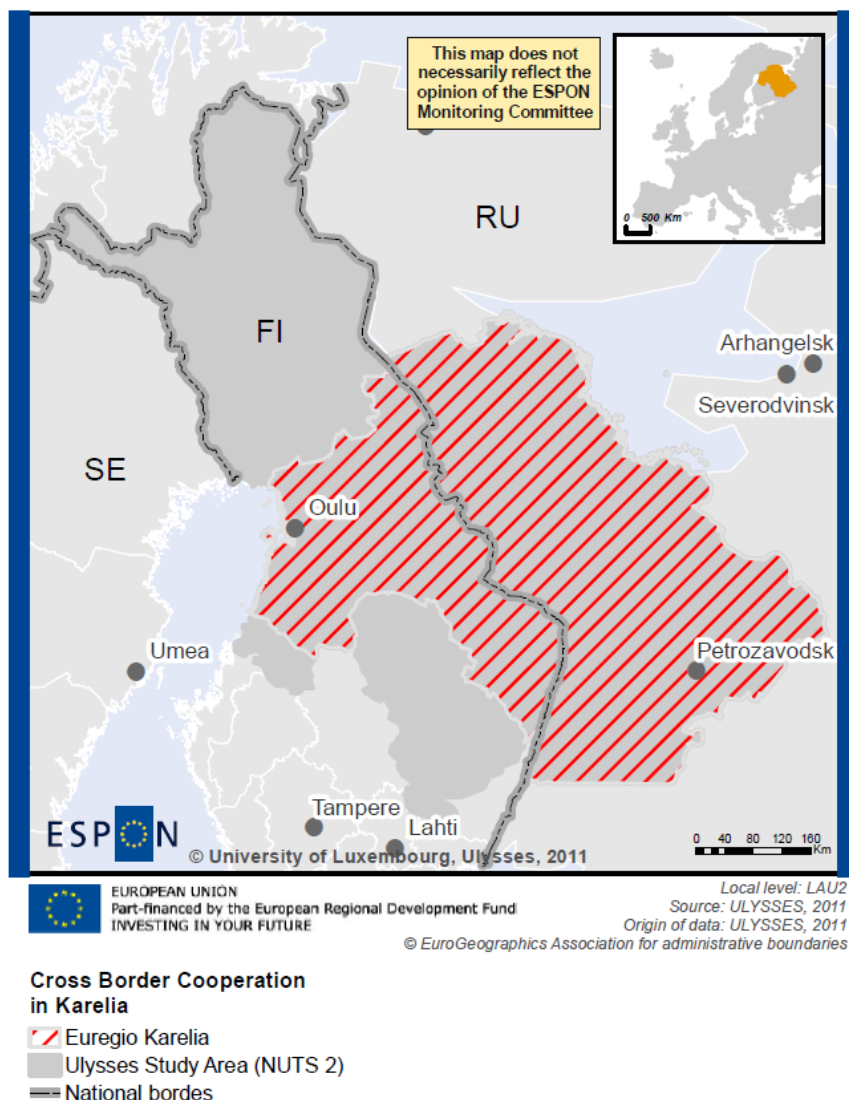 This map does not
necessarily reflect the
opinion of the ESPON
Monitoring Committee
0 500 Km
RU
FI
SE
Arhangelsk
Severodvinsk
Oulu
Umea
Petrozavodsk
Tampere
Lahti
ESPON
© University of Luxembourg, Ulysses, 2011
0 40 80 120 160
Km
EUROPEAN UNION
Part-financed by the European Regional Development Fund
INVESTING IN YOUR FUTURE
Local level: LAU2
Source: ULYSSES, 2011
Origin of data: ULYSSES, 2011
© EuroGeographics Association for administrative boundaries
Cross Border Cooperation
in Karelia
Euregio Karelia
Ulysses Study Area (NUTS 2)
National bordes